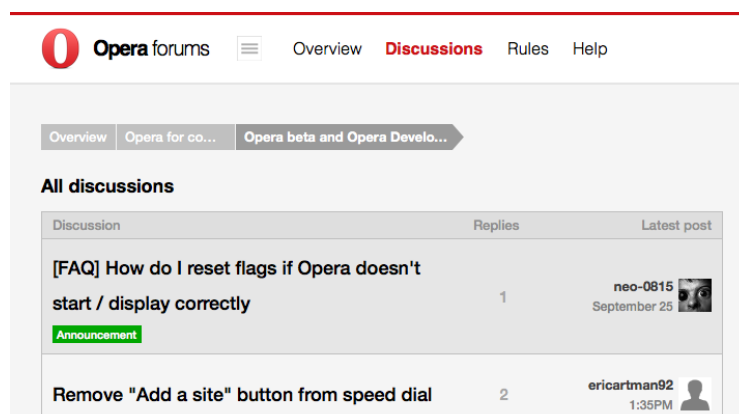 Opera forums Overview Discussions Rules Help
Overview Opera for co... Opera beta and Opera Develo...
All discussions
Discussion Replies Latest post
[FAQ] How do I reset flags if Opera doesn't
start / display correctly
Announcement
1
neo-0815
September 25
Remove "Add a site" button from speed dial
2
ericartman92
1:35PM